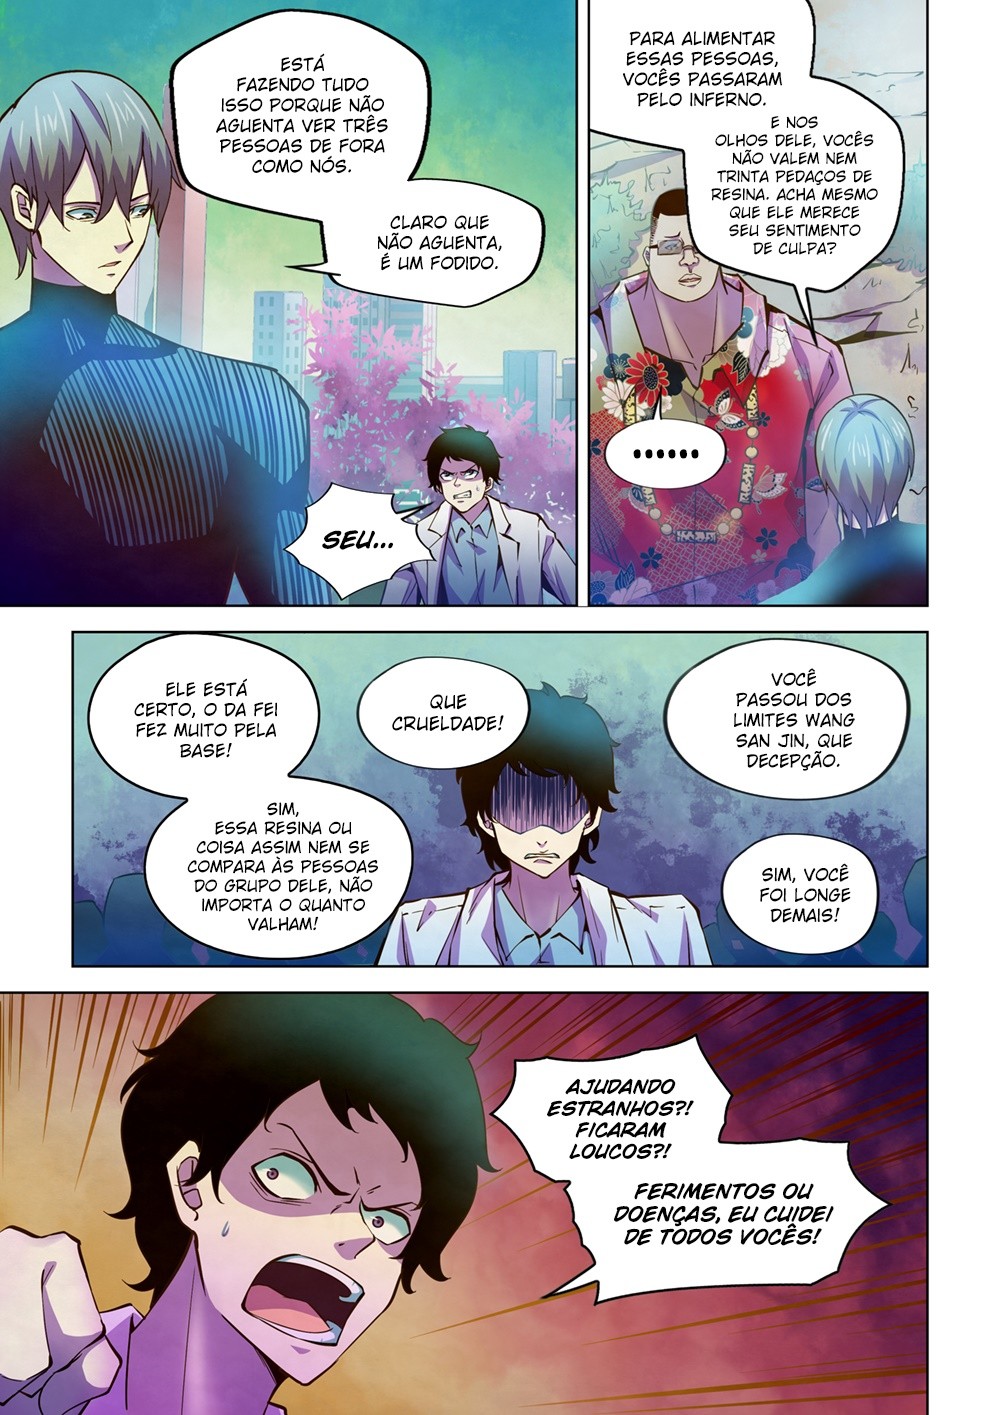 PARA ALIMENTAR
ESSAS PESSOAS,
VOCÊS PASSARAM
PELO INFERNO.
E NOS
OLHOS DELE, VOCÊS
NÃO VALEM NEM
TRINTA PEDAÇOS DE
RESINA. ACHA MESMO
QUE ELE MERECE
SEU SENTIMENTO
DE CULPA?
......
ESTÁ
FAZENDO TUDO
ISSO PORQUE NÃO
AGUENTA VER TRÊS
PESSOAS DE FORA
COMO NÓS.
CLARO QUE
NÃO AGUENTA,
É UM FODIDO.
SEU...
VOCÊ
PASSOU DOS
LIMITES WANG
SAN JIN, QUE
DECEPÇÃO.
SIM, VOCÊ
FOI LONGE
DEMAIS!
QUE
CRUELDADE!
ELE ESTÁ
CERTO, O DA FEI
FEZ MUITO PELA
BASE!
SIM,
ESSA RESINA OU
COISA ASSIM NEM SE
COMPARA ÀS PESSOAS
DO GRUPO DELE, NÃO
IMPORTA O QUANTO
VALHAM!
AJUDANDO
ESTRANHOS?!
FICARAM
LOUCOS?!
FERIMENTOS OU
DOENÇAS, EU CUIDEI
DE TODOS VOCÊS!